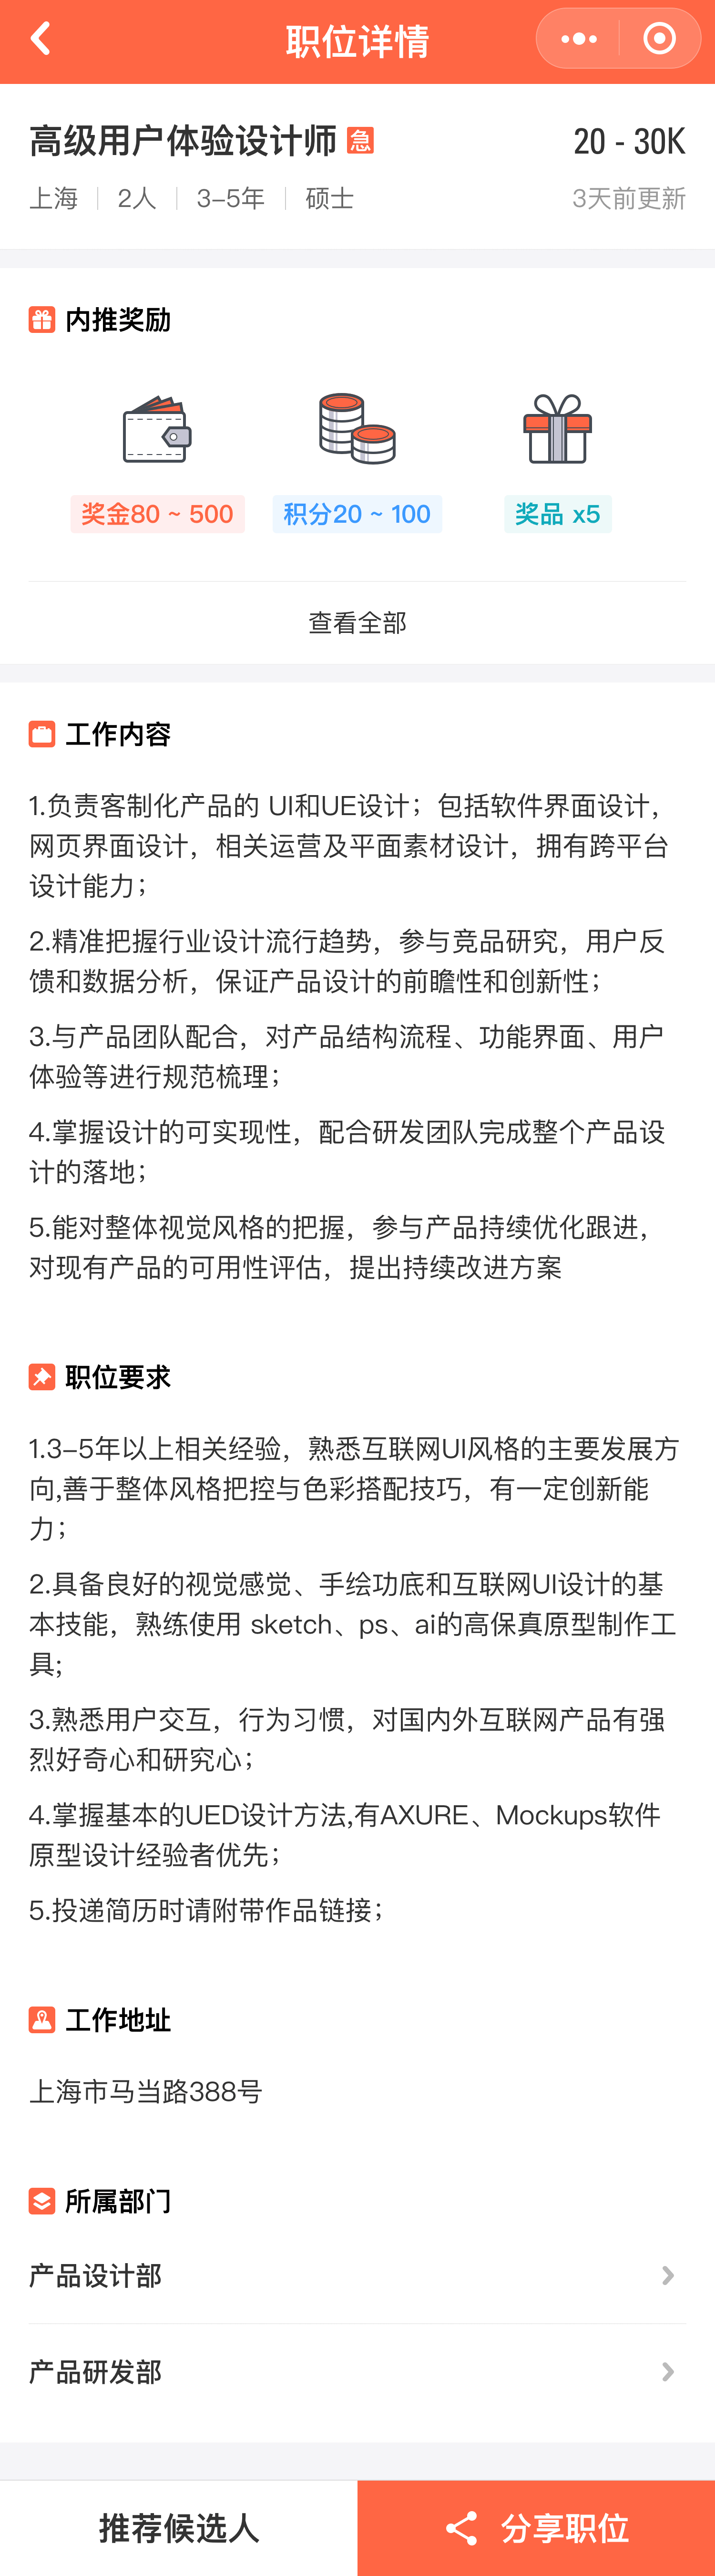 职位详情
高级用户体验设计师 急 20 - 30K
上海 2人 3-5年 硕士 3天前更新
内推奖励
奖金80 ~ 500 积分20 ~ 100 奖品 x5
查看全部
工作内容
1.负责客制化产品的 UI和UE设计；包括软件界面设计，
网页界面设计，相关运营及平面素材设计，拥有跨平台
设计能力；
2.精准把握行业设计流行趋势，参与竞品研究，用户反
馈和数据分析，保证产品设计的前瞻性和创新性；
3.与产品团队配合，对产品结构流程、功能界面、用户
体验等进行规范梳理；
4.掌握设计的可实现性，配合研发团队完成整个产品设
计的落地；
5.能对整体视觉风格的把握，参与产品持续优化跟进，
对现有产品的可用性评估，提出持续改进方案
职位要求
1.3-5年以上相关经验，熟悉互联网UI风格的主要发展方
向,善于整体风格把控与色彩搭配技巧，有一定创新能
力；
2.具备良好的视觉感觉、手绘功底和互联网UI设计的基
本技能，熟练使用 sketch、ps、ai的高保真原型制作工
具;
3.熟悉用户交互，行为习惯，对国内外互联网产品有强
烈好奇心和研究心；
4.掌握基本的UED设计方法,有AXURE、Mockups软件
原型设计经验者优先；
5.投递简历时请附带作品链接；
工作地址
上海市马当路388号
所属部门
产品设计部
产品研发部
推荐候选人 分享职位